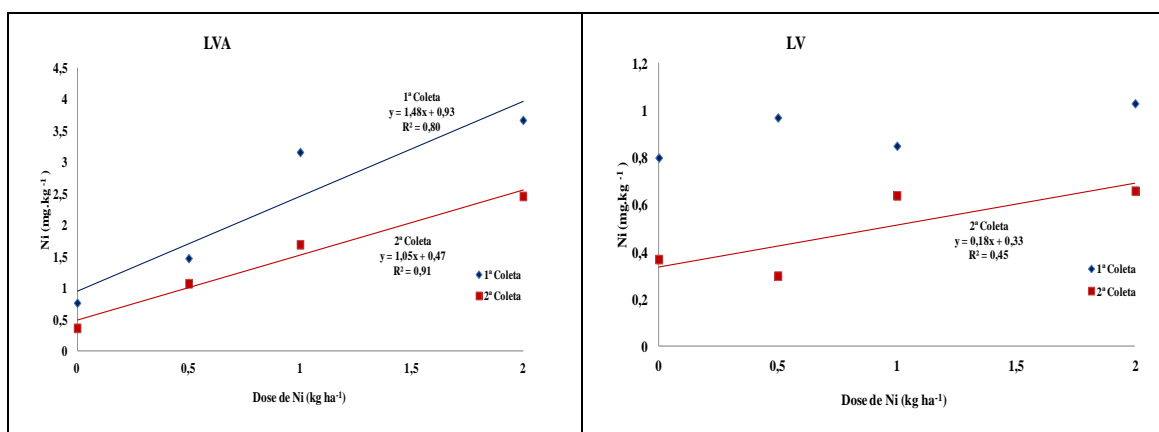 LVA
4,5
4
3,5
3
2,5
2
1,5
1
0,5
0
Ni (mg.kg⁻¹)
1ª Coleta
y = 1,48x + 0,93
R² = 0,80
2ª Coleta
y = 1,05x + 0,47
R² = 0,91
1ª Coleta
2ª Coleta
0 0,5 1 1,5 2
Dose de Ni (kg ha⁻¹)
LV
1,2
1
0,8
0,6
0,4
0,2
0
Ni (mg.kg⁻¹)
2ª Coleta
y = 0,18x + 0,33
R² = 0,45
1ª Coleta
2ª Coleta
0 0,5 1 1,5 2
Dose de Ni (kg ha⁻¹)